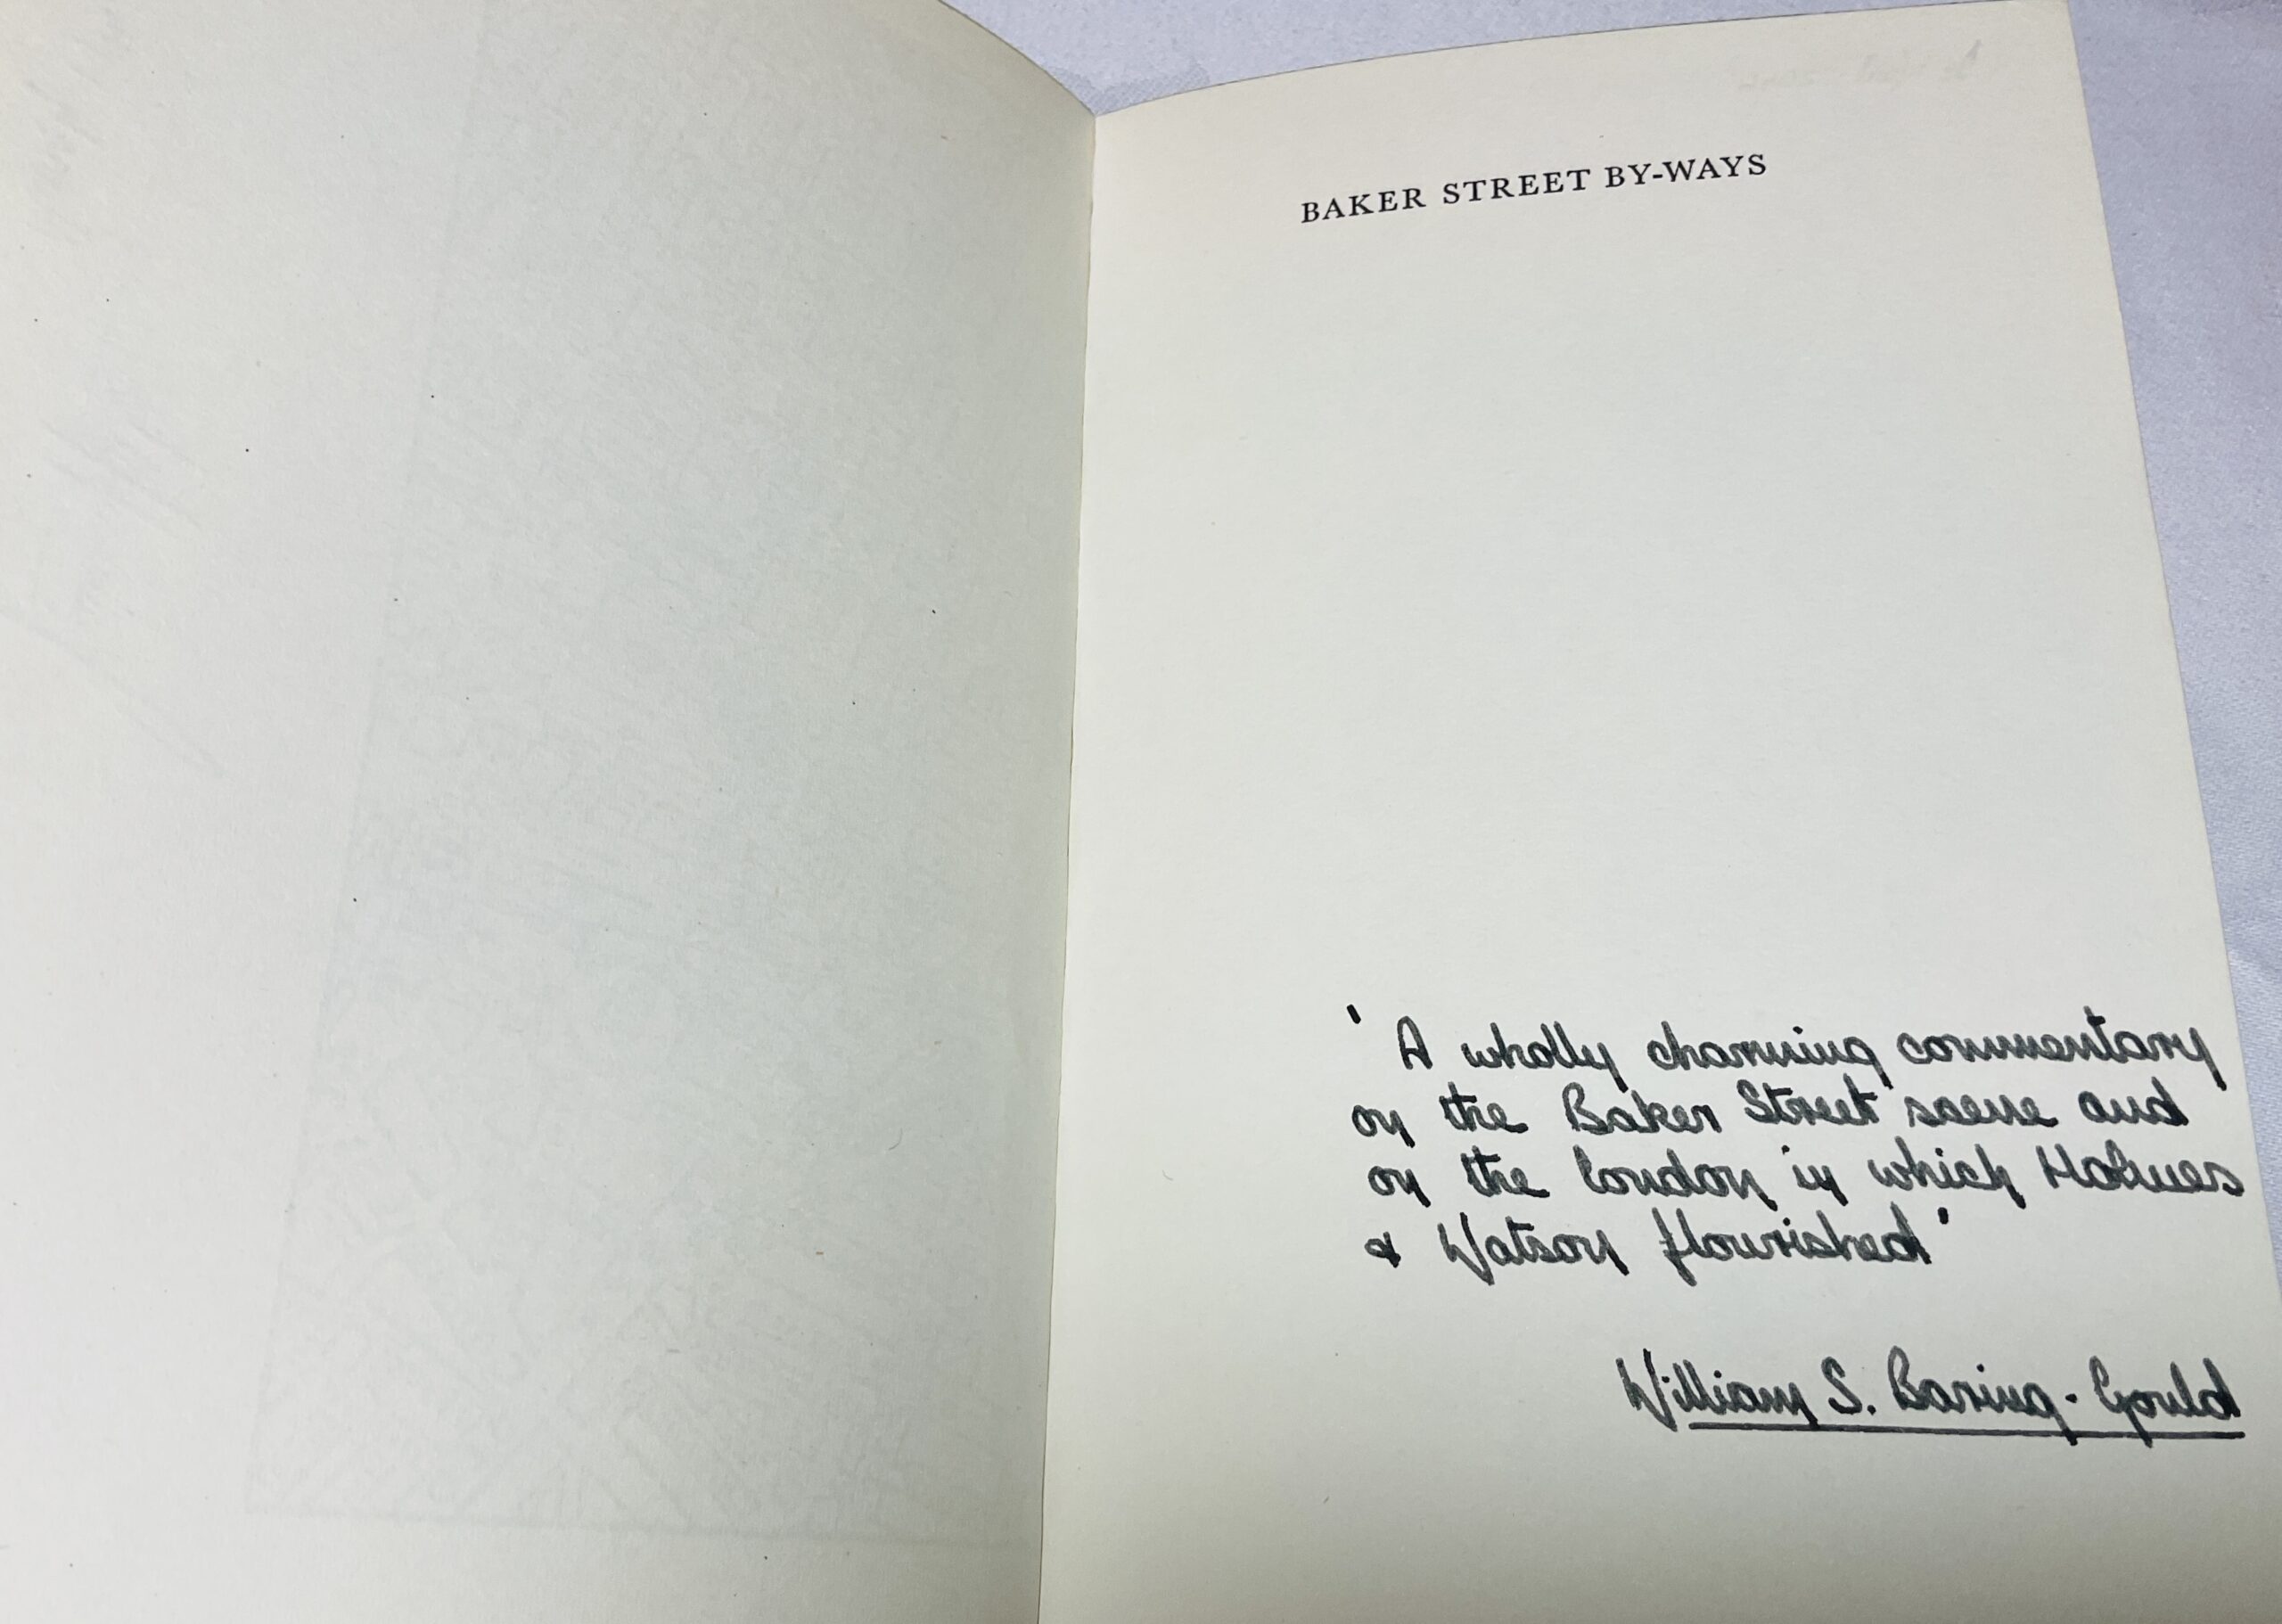 BAKER STREET BY-WAYS
' A wholly charming commentary
on the Baker Street scene and
on the London in which Holmes
& Watson flourished'
William S. Baring-Gould